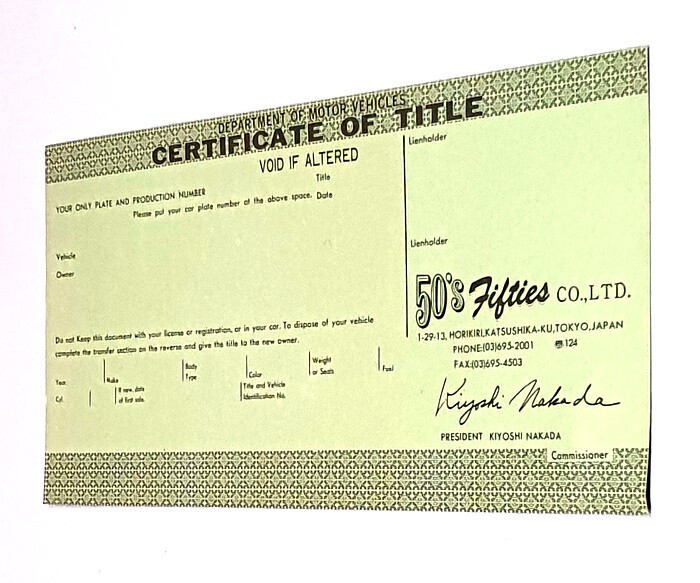 DEPARTMENT OF MOTOR VEHICLES
CERTIFICATE OF TITLE
VOID IF ALTERED
Title
YOUR ONLY PLATE AND PRODUCTION NUMBER
Please put your car plate number at the above space. Date
Vehicle
Owner
Do not Keep this document with your license or registration, or in your car. To dispose of your vehicle
complete the transfer section on the reverse and give the title to the new owner.
Year Make Body Type Color Weight or Seats Fuel
Cyl. If new, date of first sale. Title and Vehicle Identification No.
Lienholder
Lienholder
50's Fifties CO.,LTD.
1-29-13, HORIKIRI,KATSUSHIKA-KU,TOKYO,JAPAN
PHONE:(03)695-2001 124
FAX:(03)695-4503
Kiyoshi Nakada
PRESIDENT KIYOSHI NAKADA
Commissioner